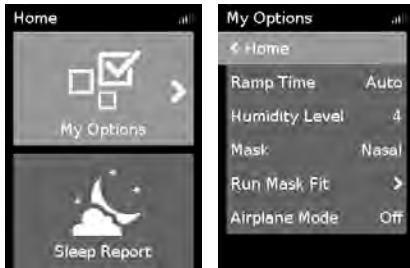 Home
My Options
Sleep Report
My Options
Home
Ramp Time Auto
Humidity Level 4
Mask Nasal
Run Mask Fit
Airplane Mode Off